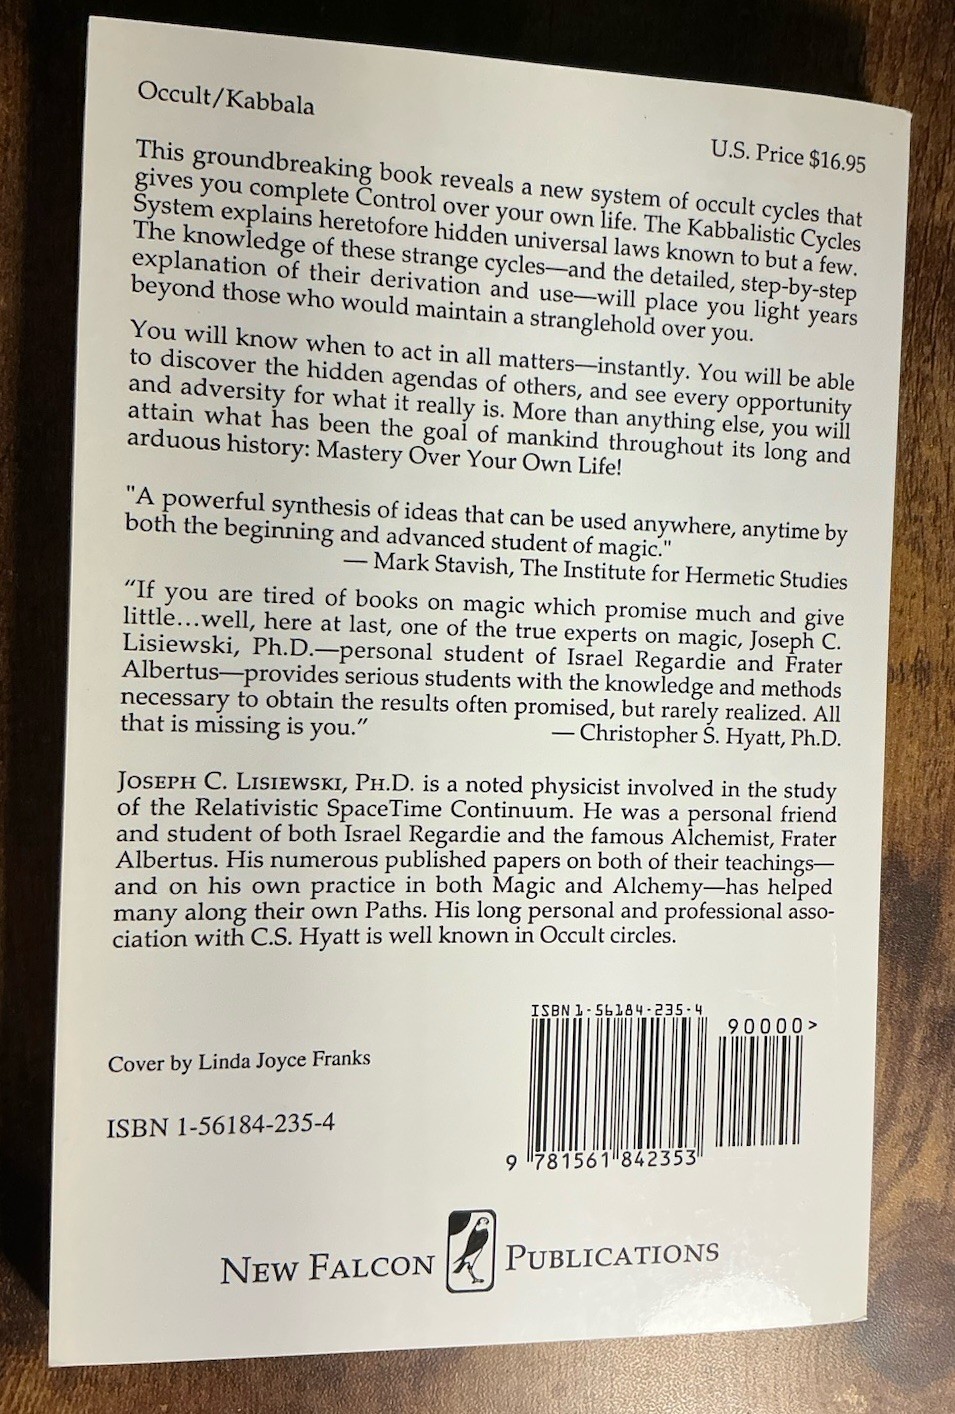 Occult/Kabbala
U.S. Price $16.95
This groundbreaking book reveals a new system of occult cycles that
gives you complete Control over your own life. The Kabbalistic Cycles
System explains heretofore hidden universal laws known to but a few.
The knowledge of these strange cycles—and the detailed, step-by-step
explanation of their derivation and use—will place you light years
beyond those who would maintain a stranglehold over you.
You will know when to act in all matters—instantly. You will be able
to discover the hidden agendas of others, and see every opportunity
and adversity for what it really is. More than anything else, you will
attain what has been the goal of mankind throughout its long and
arduous history: Mastery Over Your Own Life!
"A powerful synthesis of ideas that can be used anywhere, anytime by
both the beginning and advanced student of magic."
— Mark Stavish, The Institute for Hermetic Studies
“If you are tired of books on magic which promise much and give
little…well, here at last, one of the true experts on magic, Joseph C.
Lisiewski, Ph.D.—personal student of Israel Regardie and Frater
Albertus—provides serious students with the knowledge and methods
necessary to obtain the results often promised, but rarely realized. All
that is missing is you.” — Christopher S. Hyatt, Ph.D.
JOSEPH C. LISIEWSKI, PH.D. is a noted physicist involved in the study
of the Relativistic SpaceTime Continuum. He was a personal friend
and student of both Israel Regardie and the famous Alchemist, Frater
Albertus. His numerous published papers on both of their teachings—
and on his own practice in both Magic and Alchemy—has helped
many along their own Paths. His long personal and professional asso-
ciation with C.S. Hyatt is well known in Occult circles.
ISBN 1-56184-235-4
90000>
Cover by Linda Joyce Franks
ISBN 1-56184-235-4
9 781561 842353
NEW FALCON PUBLICATIONS